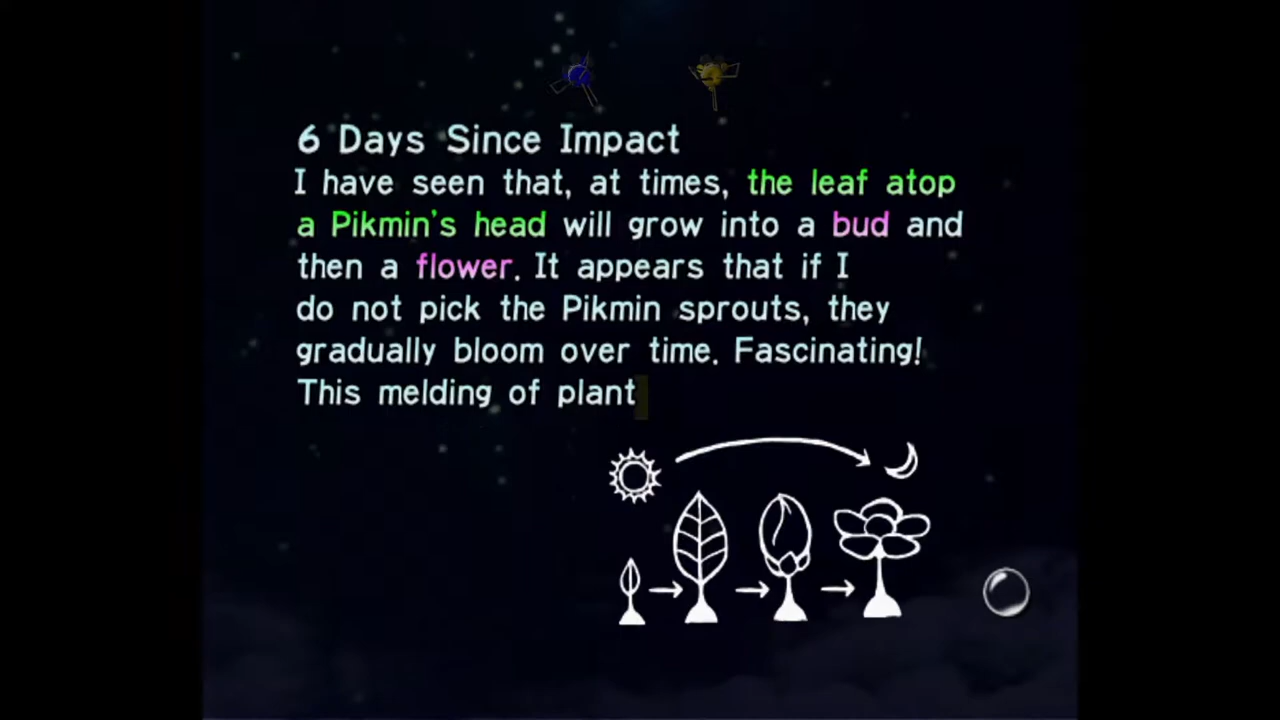 6 Days Since Impact
I have seen that, at times, the leaf atop
a Pikmin's head will grow into a bud and
then a flower. It appears that if I
do not pick the Pikmin sprouts, they
gradually bloom over time. Fascinating!
This melding of plant